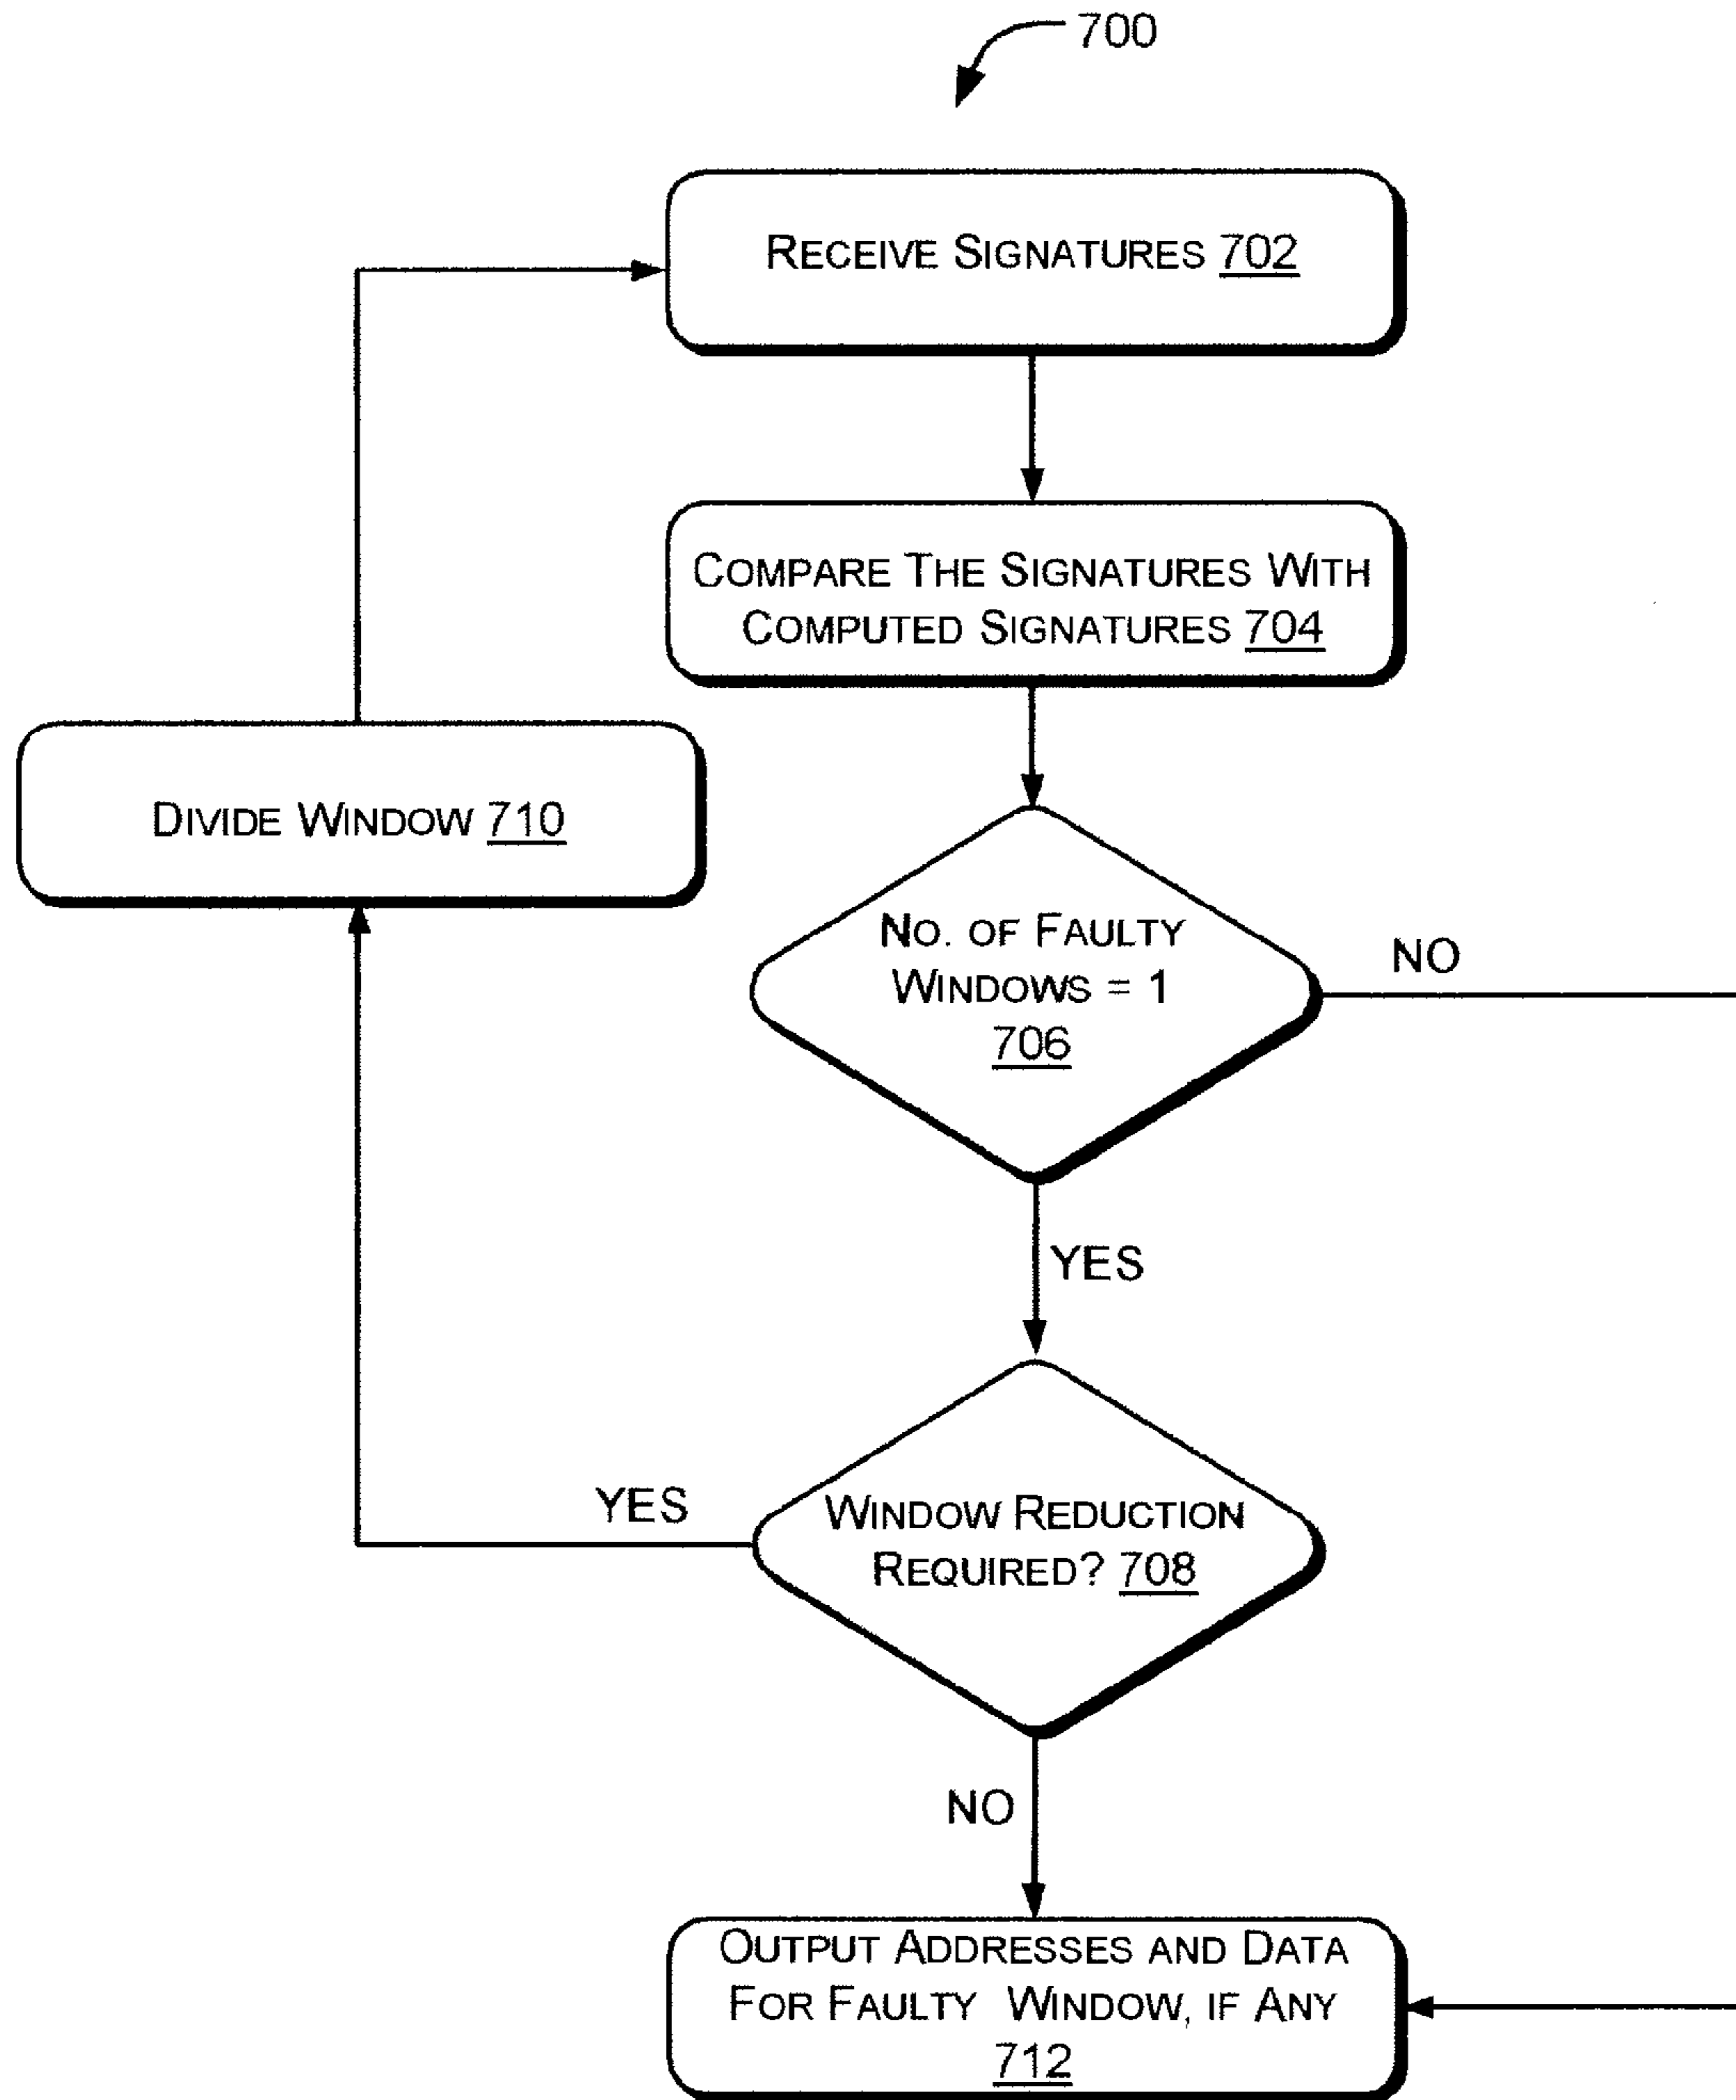 700
RECEIVE SIGNATURES 702
COMPARE THE SIGNATURES WITH
COMPUTED SIGNATURES 704
DIVIDE WINDOW 710
NO. OF FAULTY
WINDOWS = 1
706
NO
YES
YES
WINDOW REDUCTION
REQUIRED? 708
NO
OUTPUT ADDRESSES AND DATA
FOR FAULTY WINDOW, IF ANY
712